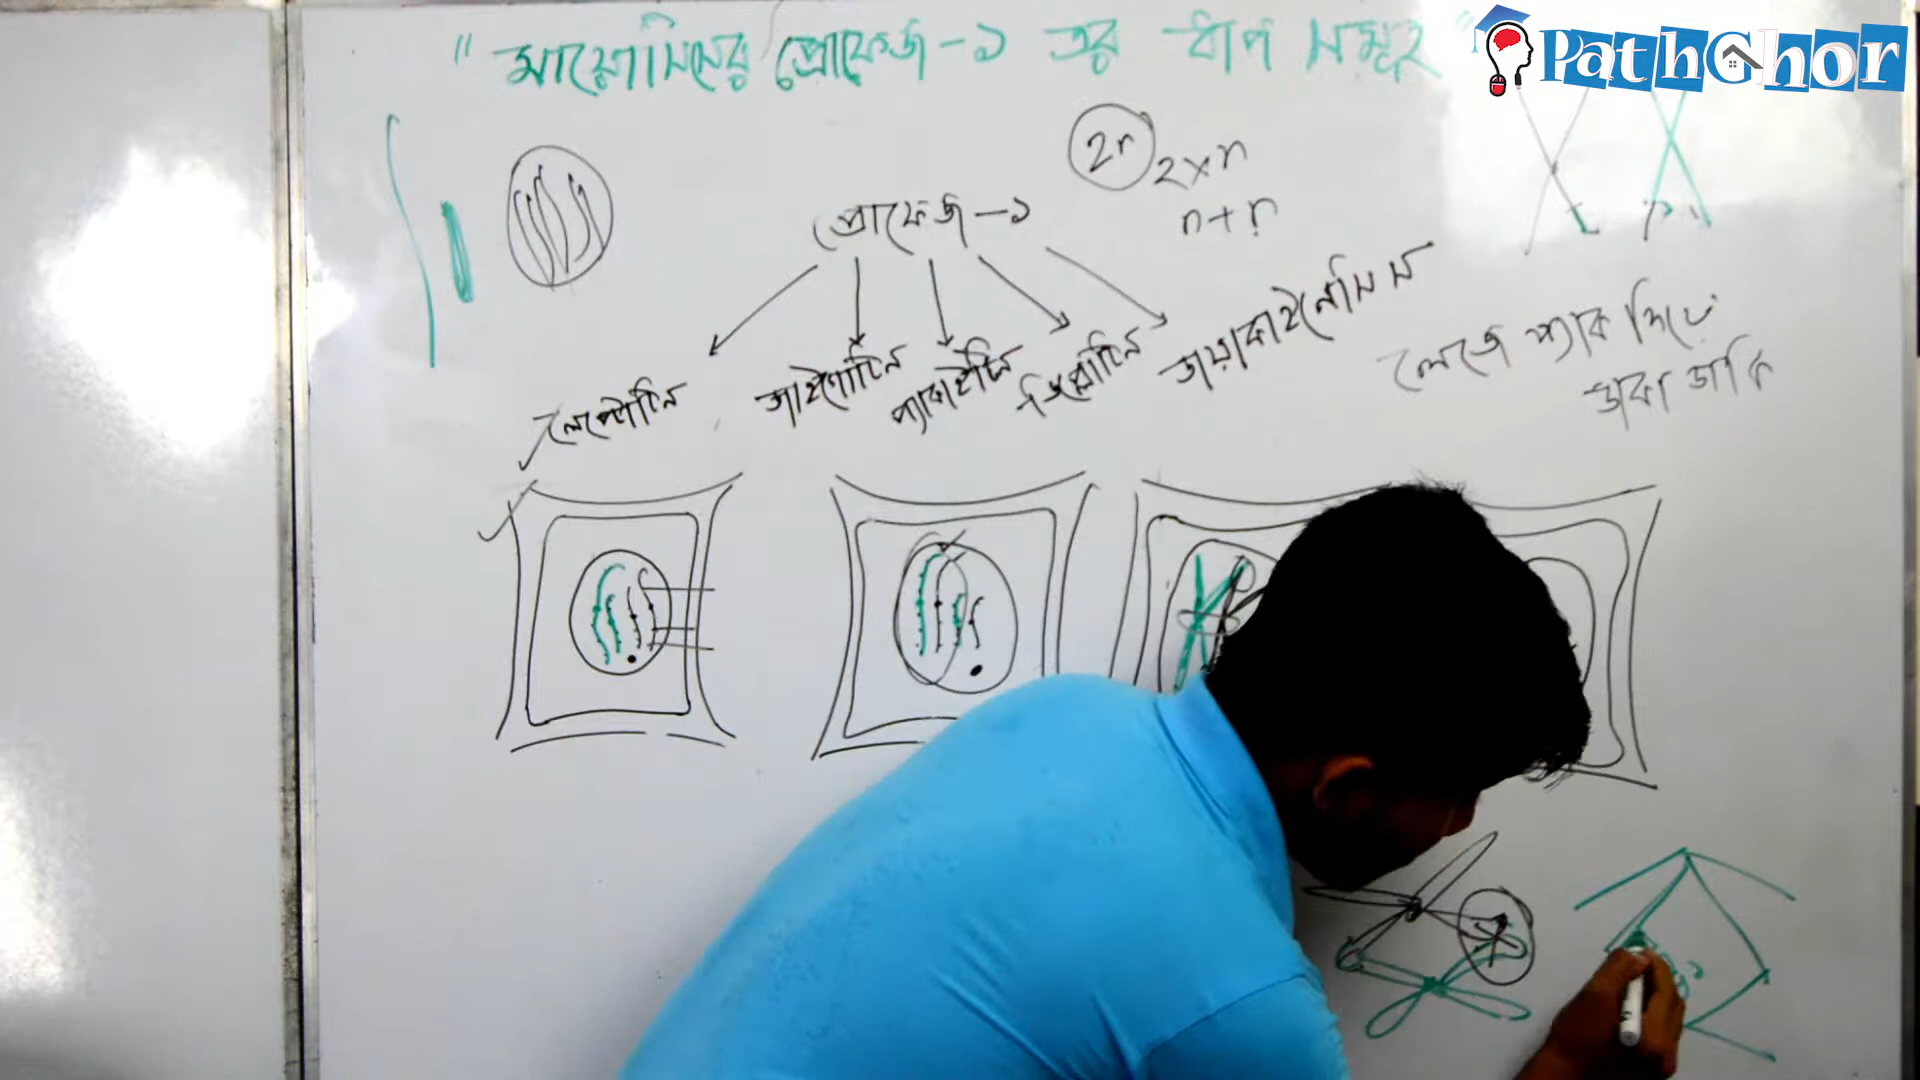 " মায়োসিসের প্রোফেজ-১ এর ধাপ সমূহ "
PathGhor
2n
2×n
n+n
প্রোফেজ-১
লেপ্টোটিন
জাইগোটিন
প্যাকাইটিন
ডিপ্লোটিন
ডায়াকাইনেসিস
লেজে প্যাক দিয়ে
ডাকা ডাকি